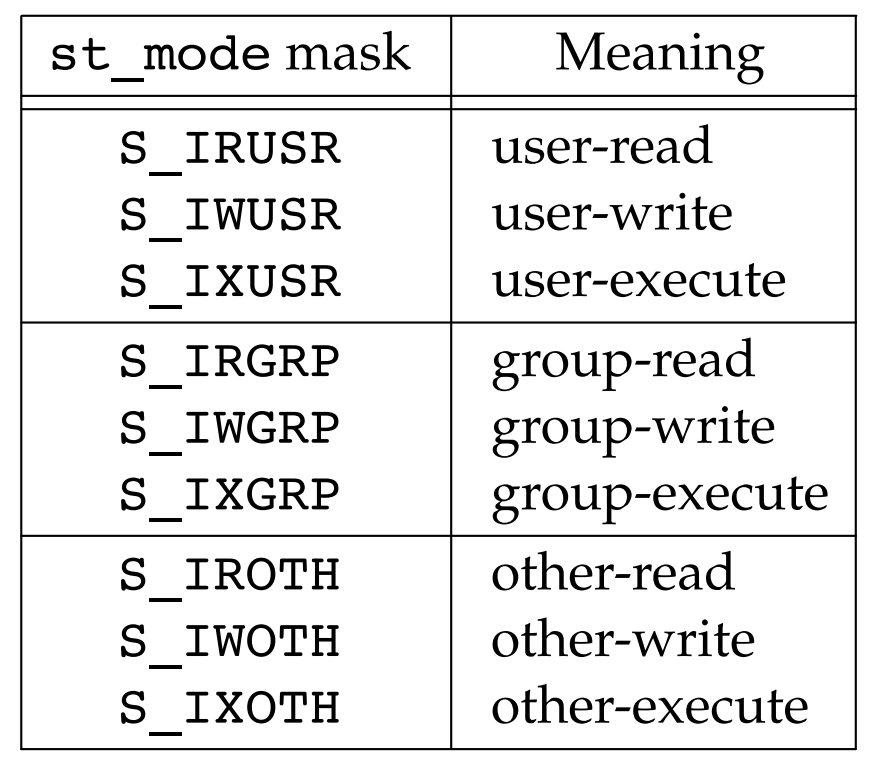 st_mode mask Meaning
S_IRUSR user-read
S_IWUSR user-write
S_IXUSR user-execute
S_IRGRP group-read
S_IWGRP group-write
S_IXGRP group-execute
S_IROTH other-read
S_IWOTH other-write
S_IXOTH other-execute